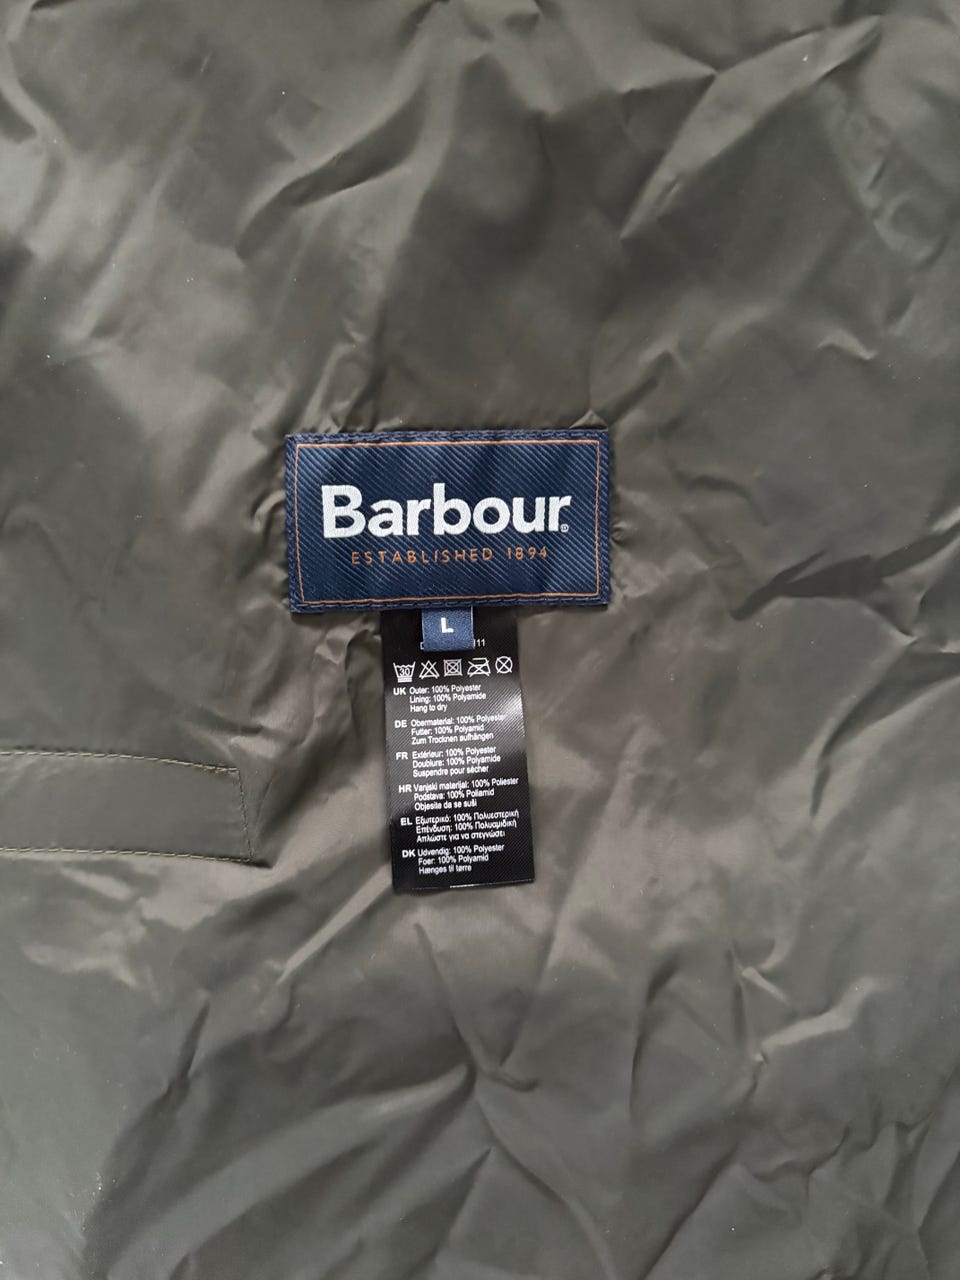 Barbour®
ESTABLISHED 1894
L
11
30
UK Outer: 100% Polyester
Lining: 100% Polyamide
Hang to dry
DE Obermaterial: 100% Polyester
Futter: 100% Polyamid
Zum Trocknen aufhängen
FR Extérieur: 100% Polyester
Doublure: 100% Polyamide
Suspendre pour sécher
HR Vanjski materijal: 100% Poliester
Podstava: 100% Poliamid
Objesite da se suši
EL Εξωτερικό: 100% Πολυεστερική
Επένδυση: 100% Πολυαμιδική
Απλώστε για να στεγνώσει
DK Udvendig: 100% Polyester
Foer: 100% Polyamid
Hænges til tørre